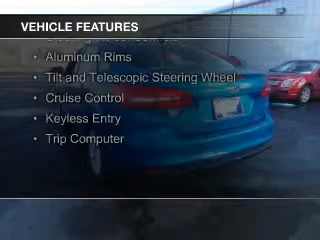 VEHICLE FEATURES
• Aluminum Rims
• Tilt and Telescopic Steering Wheel
• Cruise Control
• Keyless Entry
• Trip Computer